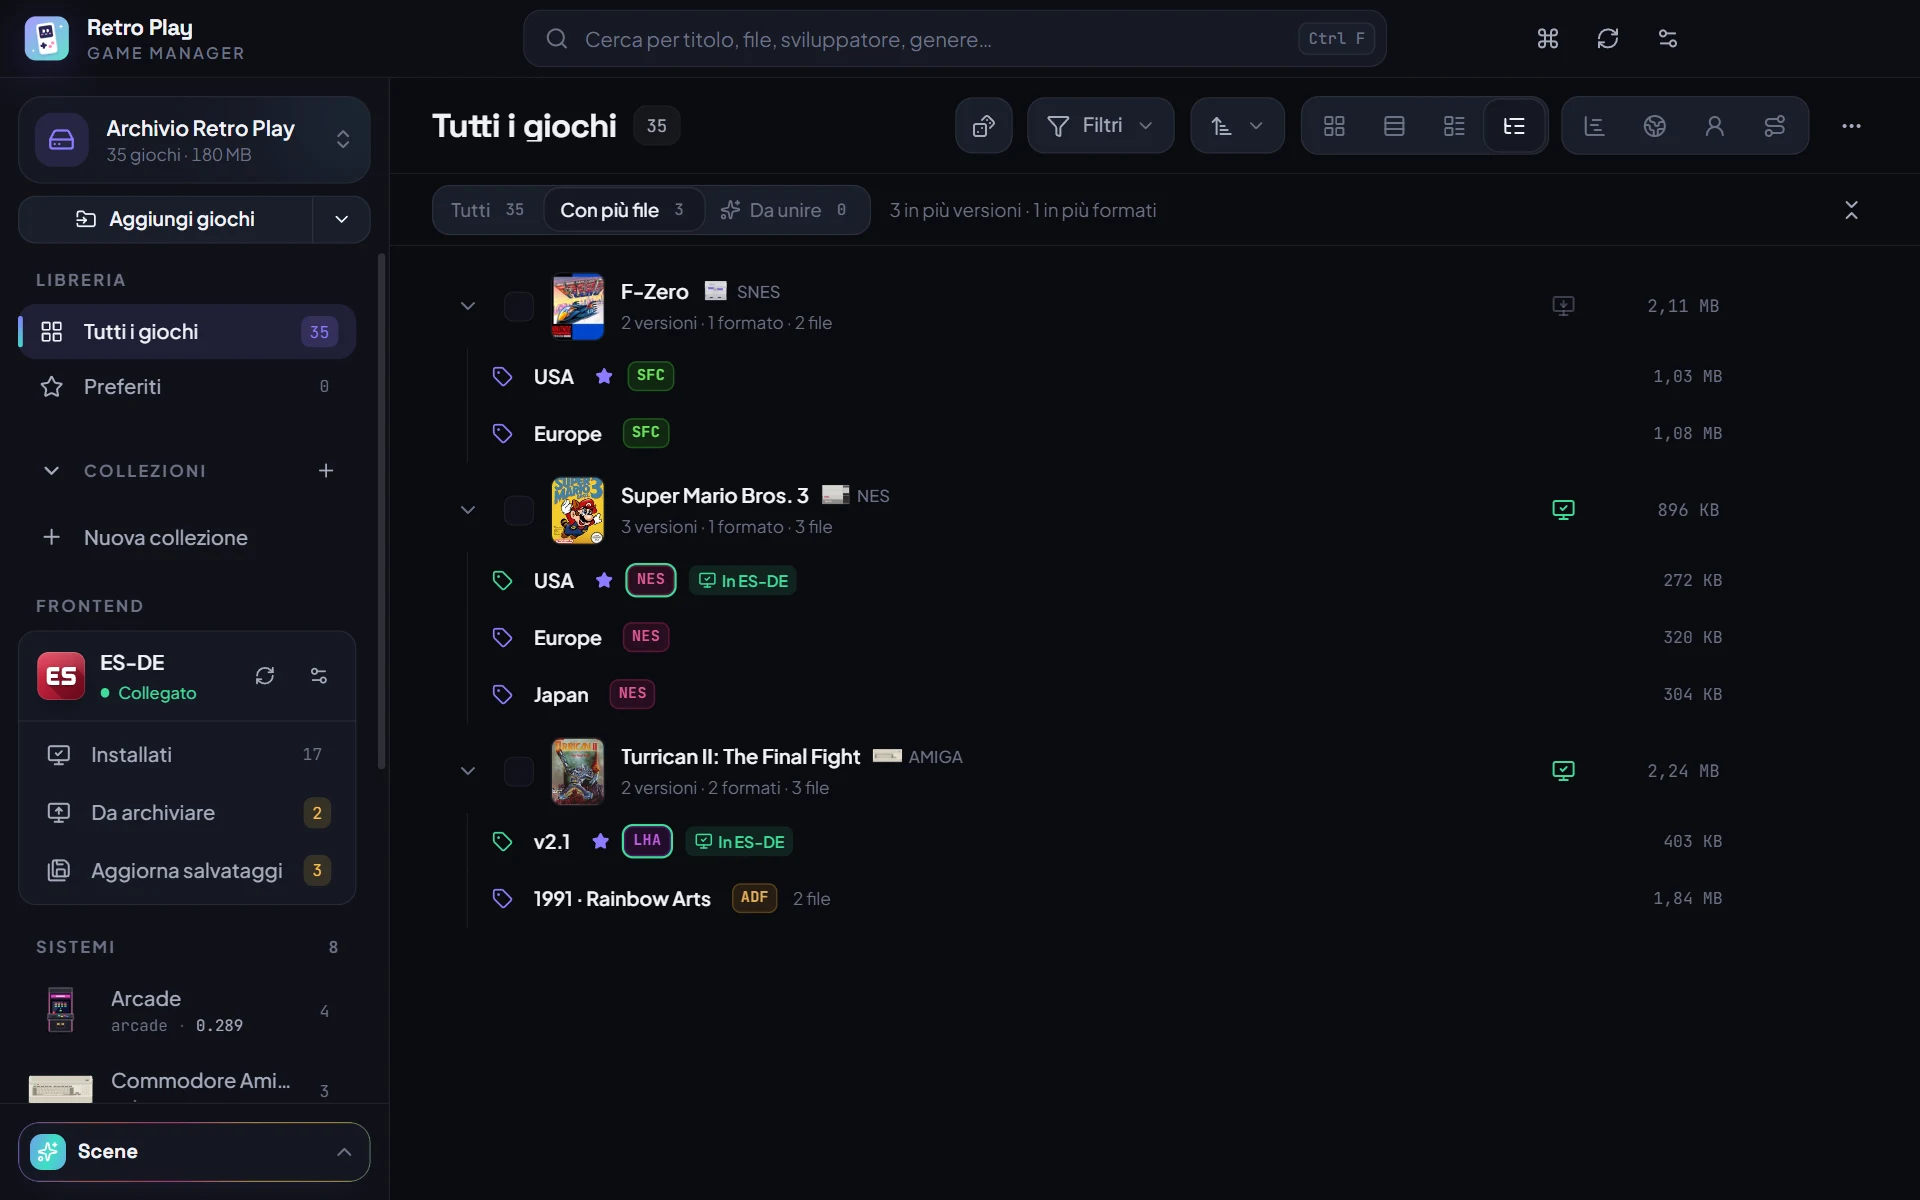 Retro Play
GAME MANAGER
Cerca per titolo, file, sviluppatore, genere...
Ctrl F
Archivio Retro Play
35 giochi · 180 MB
Aggiungi giochi
LIBRERIA
Tutti i giochi 35
Preferiti 0
COLLEZIONI
Nuova collezione
FRONTEND
ES
ES-DE
Collegato
Installati 17
Da archiviare 2
Aggiorna salvataggi 3
SISTEMI 8
Arcade 4
arcade · 0.289
Commodore Ami... 3
Scene
Tutti i giochi 35
Filtri
Tutti 35
Con più file 3
Da unire 0
3 in più versioni · 1 in più formati
F-Zero SNES
2 versioni · 1 formato · 2 file
2,11 MB
USA SFC 1,03 MB
Europe SFC 1,08 MB
Super Mario Bros. 3 NES
3 versioni · 1 formato · 3 file
896 KB
USA NES In ES-DE 272 KB
Europe NES 320 KB
Japan NES 304 KB
Turrican II: The Final Fight AMIGA
2 versioni · 2 formati · 3 file
2,24 MB
v2.1 LHA In ES-DE 403 KB
1991 · Rainbow Arts ADF 2 file 1,84 MB